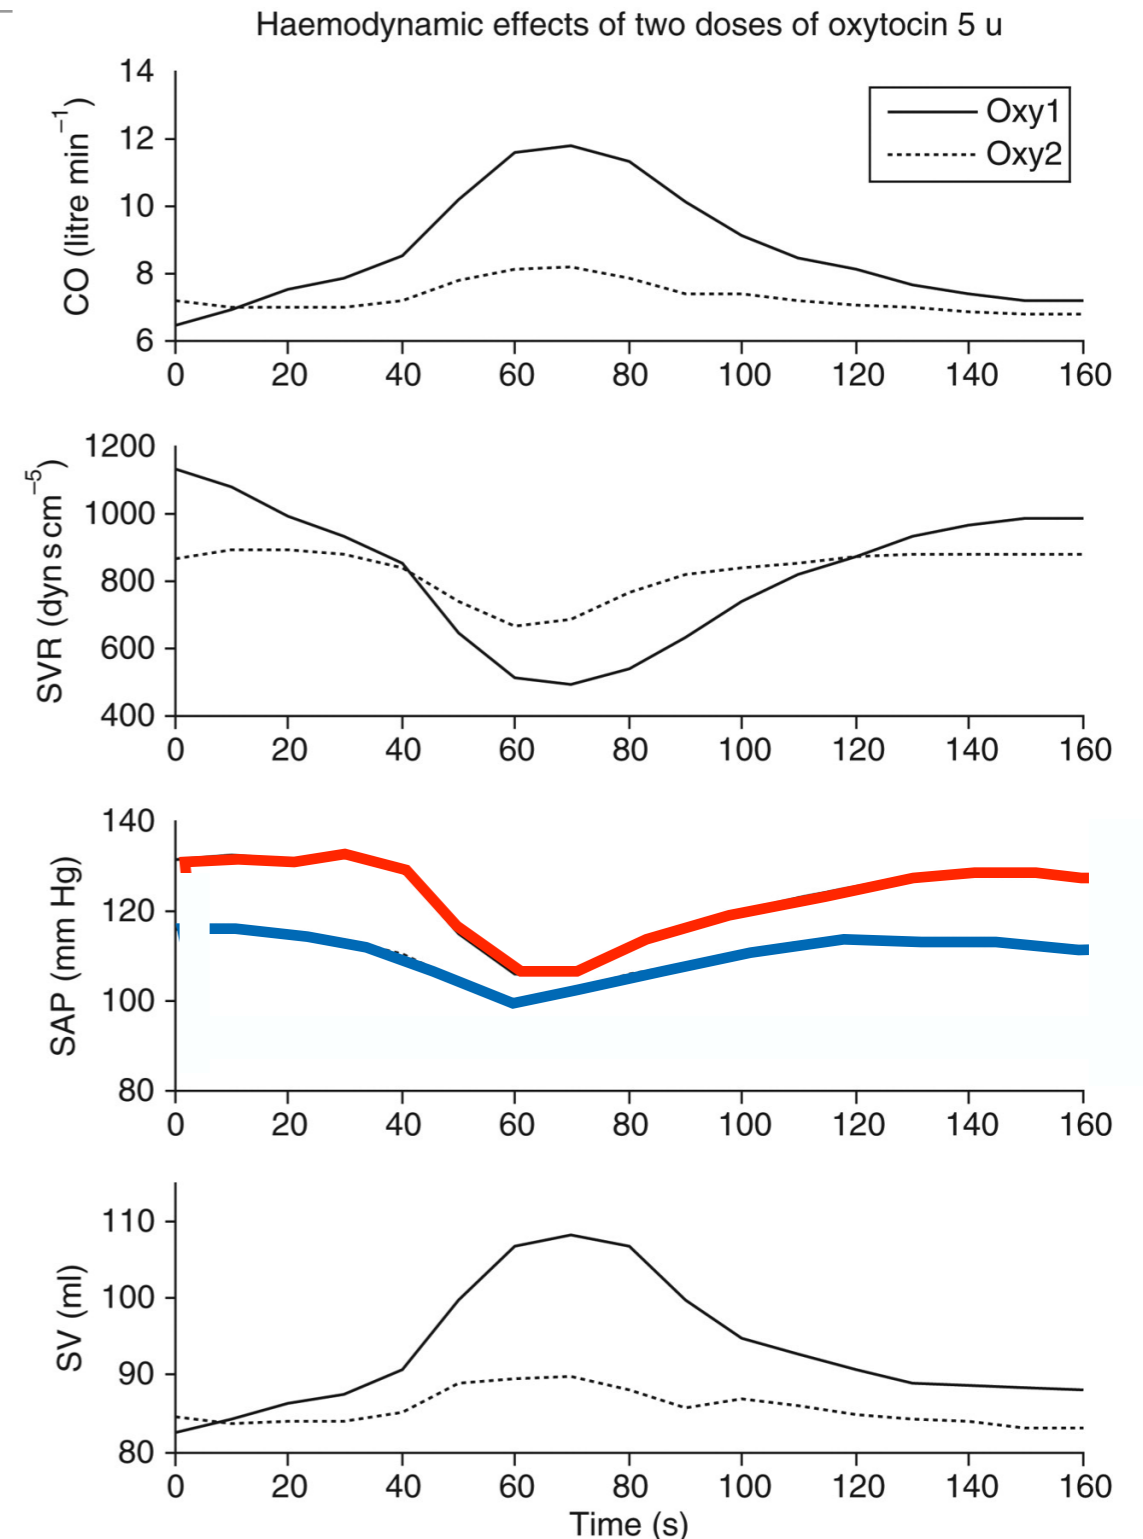 Haemodynamic effects of two doses of oxytocin 5 u
14
12
10
8
6
CO (litre min⁻¹)
Oxy1
Oxy2
0 20 40 60 80 100 120 140 160
1200
1000
800
600
400
SVR (dyn s cm⁻⁵)
0 20 40 60 80 100 120 140 160
140
120
100
80
SAP (mm Hg)
0 20 40 60 80 100 120 140 160
110
100
90
80
SV (ml)
0 20 40 60 80 100 120 140 160
Time (s)